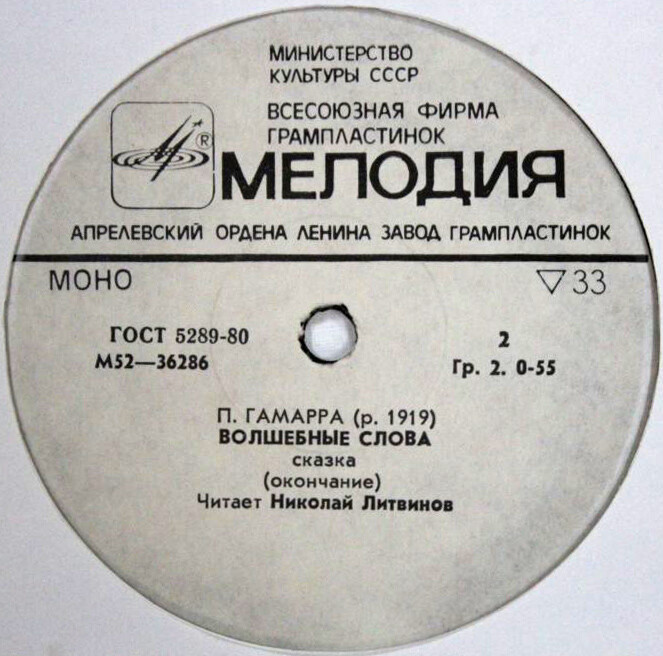 МИНИСТЕРСТВО
КУЛЬТУРЫ СССР
ВСЕСОЮЗНАЯ ФИРМА
ГРАМПЛАСТИНОК
®
МЕЛОДИЯ
АПРЕЛЕВСКИЙ ОРДЕНА ЛЕНИНА ЗАВОД ГРАМПЛАСТИНОК
МОНО ▽33
ГОСТ 5289-80 2
М52—36286 Гр. 2. 0-55
П. ГАМАРРА (р. 1919)
ВОЛШЕБНЫЕ СЛОВА
сказка
(окончание)
Читает Николай Литвинов